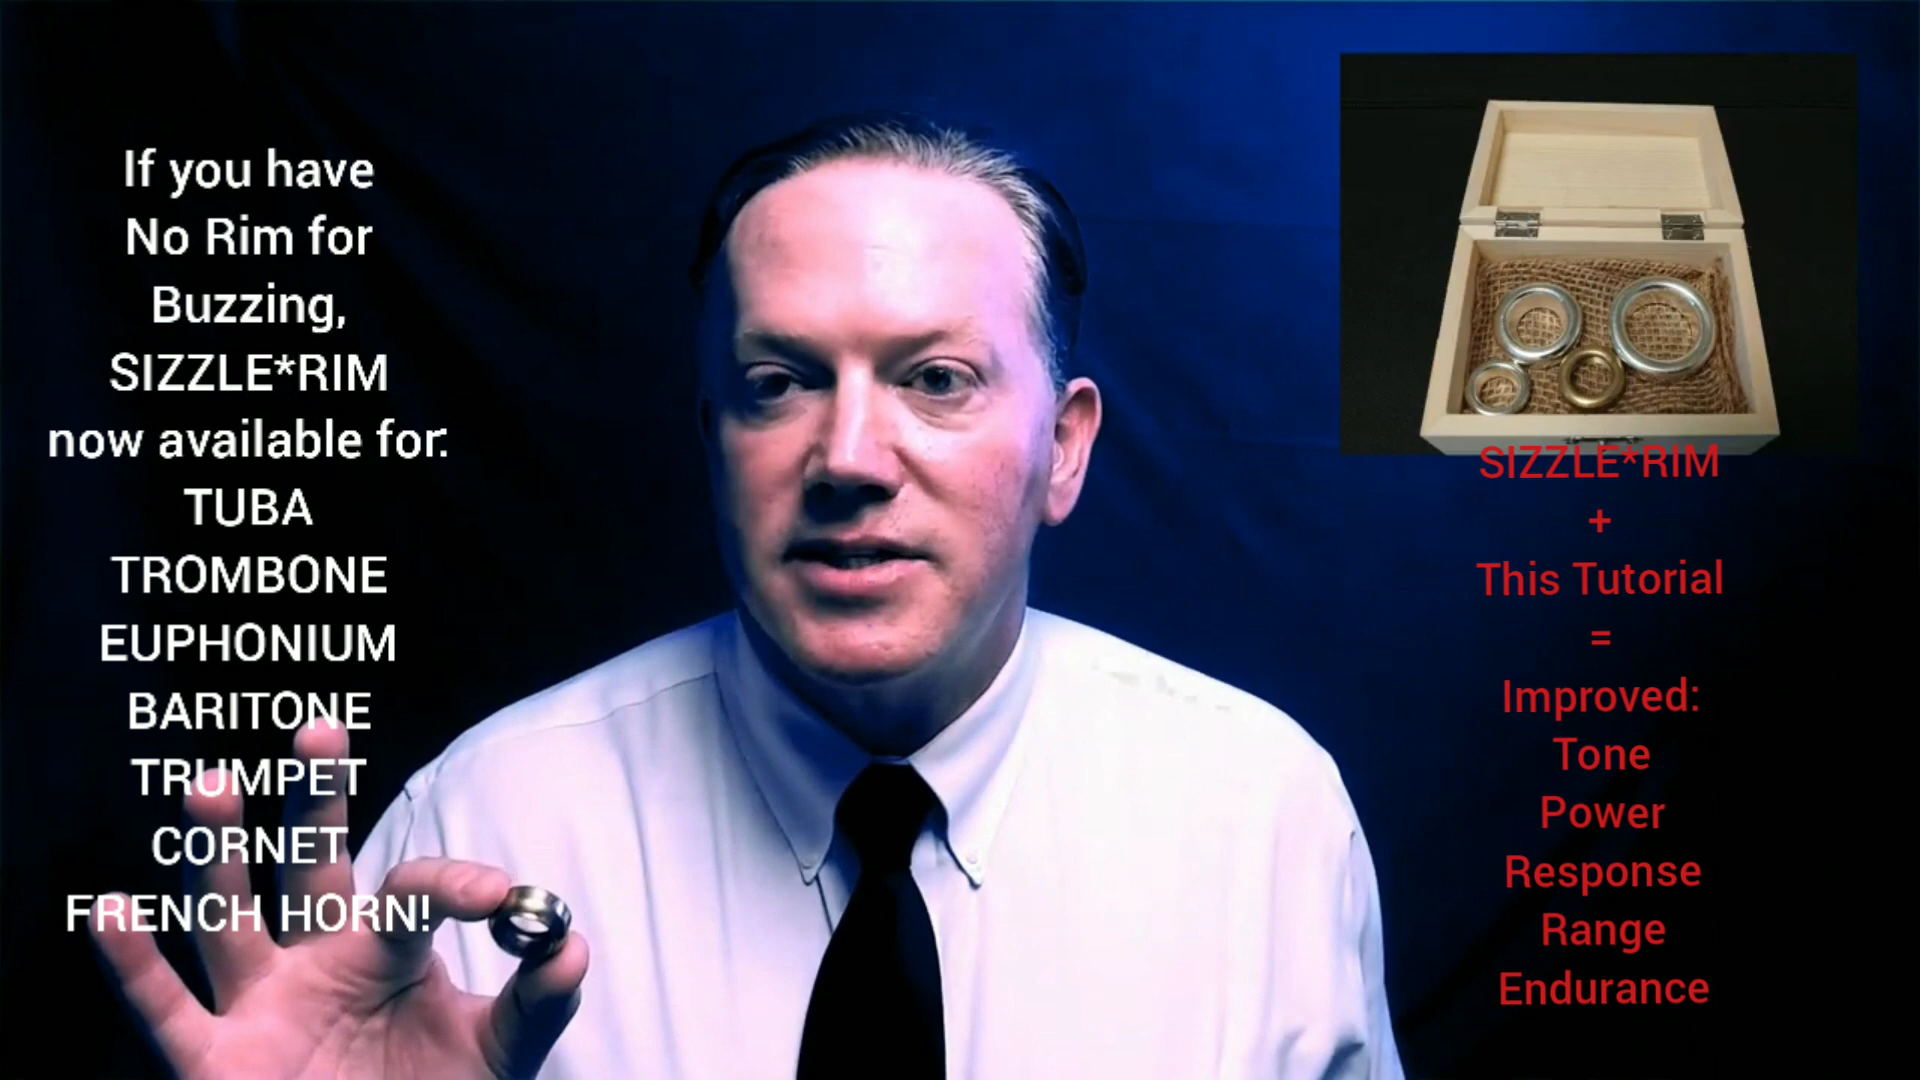 If you have
No Rim for
Buzzing,
SIZZLE*RIM
now available for:
TUBA
TROMBONE
EUPHONIUM
BARITONE
TRUMPET
CORNET
FRENCH HORN!
SIZZLE*RIM
+
This Tutorial
=
Improved:
Tone
Power
Response
Range
Endurance